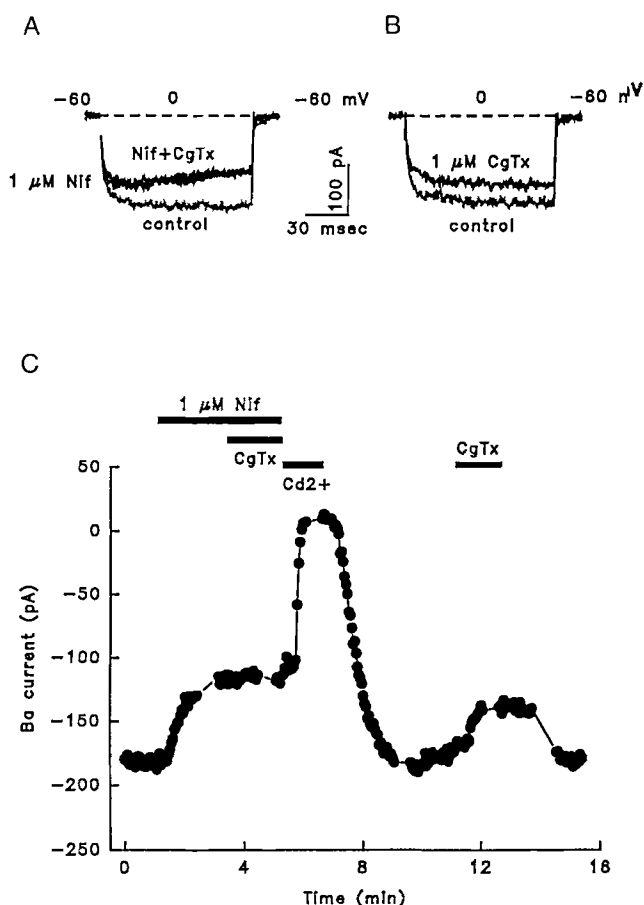 A
B
-60 0 -60 mV
0 -60
Nif+CgTx
1 μM Nif
control
100 pA
30 msec
1 μM CgTx
control
C
1 μM Nif
CgTx
Cd2+
CgTx
50
0
-50
-100
-150
-200
-250
Ba current (pA)
0 4 8 12 16
Time (min)